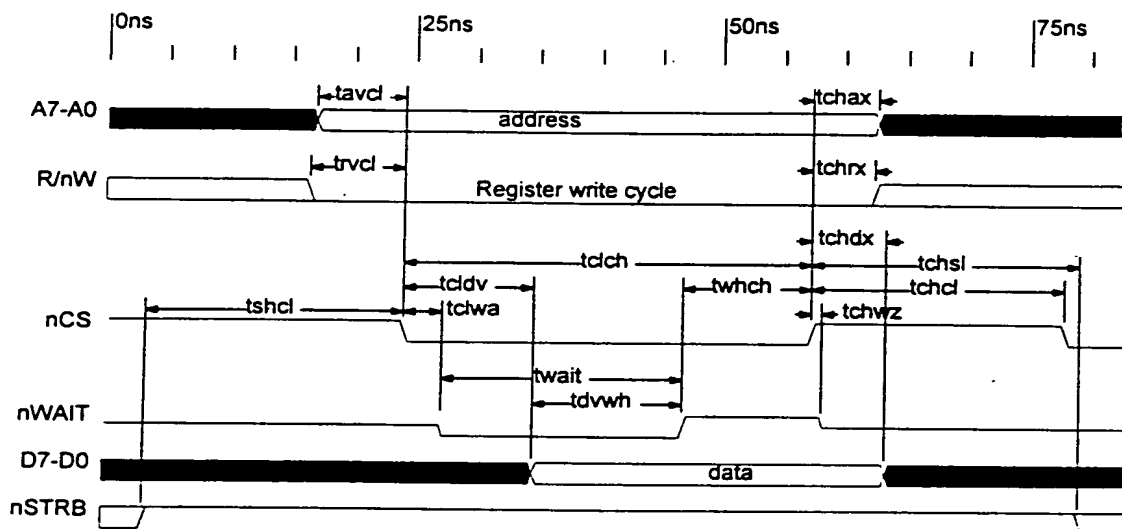 0ns 25ns 50ns 75ns
tavcl tchax
A7-A0 address
trvcl tchrx
R/nW Register write cycle
tchdx
tclch tchsl
tcldv twhch tchcl
tshcl tclwa tchwz
nCS
twait
nWAIT tdvwh
D7-D0 data
nSTRB